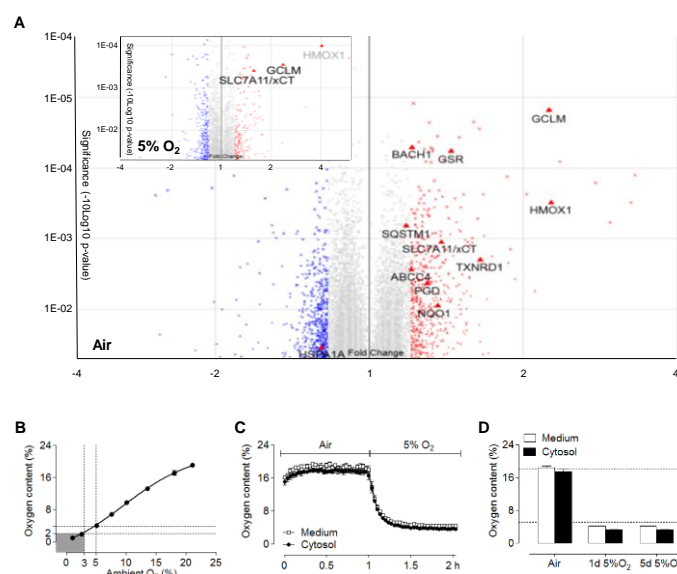 A
1E-04
1E-05
1E-04
1E-03
1E-02
Significance (-10Log10 p-value)
Air
-4
-2
1
2
4
Fold Change
GCLM
BACH1
GSR
HMOX1
SQSTM1
SLC7A11/xCT
TXNRD1
ABCC4
PGD
NQO1
HSPA1A
1E-04
1E-03
1E-02
Significance (-10Log10 p-value)
HMOX1
GCLM
SLC7A11/xCT
5% O2
Fold Change
-4
-2
1
2
4
B
Oxygen content (%)
24
16
8
2
0
0
3
5
10
15
20
25
Ambient O2 (%)
C
Oxygen content (%)
24
16
8
0
Air
5% O2
Medium
Cytosol
0
0.5
1
1.5
2 h
D
Medium
Cytosol
Oxygen content (%)
24
16
8
0
Air
1d 5%O2
5d 5%O